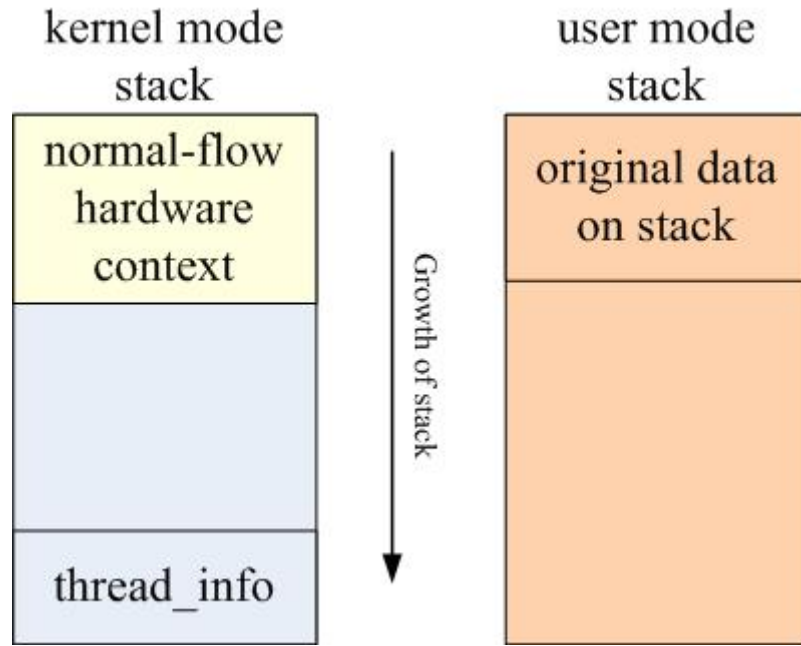 kernel mode
stack
user mode
stack
normal-flow
hardware
context
original data
on stack
Growth of stack
thread_info